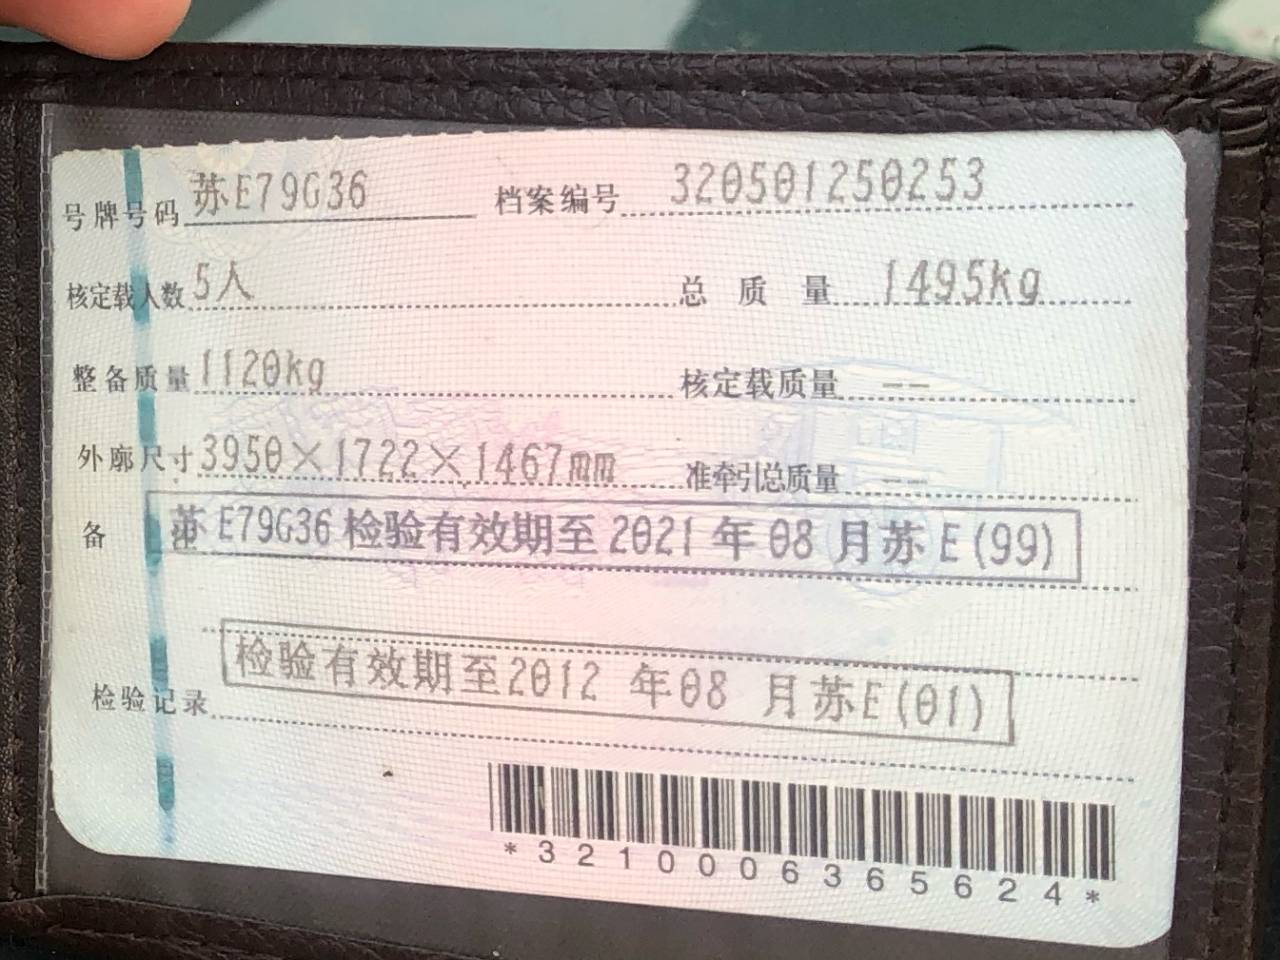 号牌号码 苏E79G36 档案编号 320501250253
核定载人数 5人 总质量 1495kg
整备质量 1120kg 核定载质量 --
外廓尺寸 3950×1722×1467mm 准牵引总质量 --
备 苏E79G36检验有效期至2021年08月苏E(99)
检验有效期至2012年08月苏E(01)
检验记录
*3210006365624*